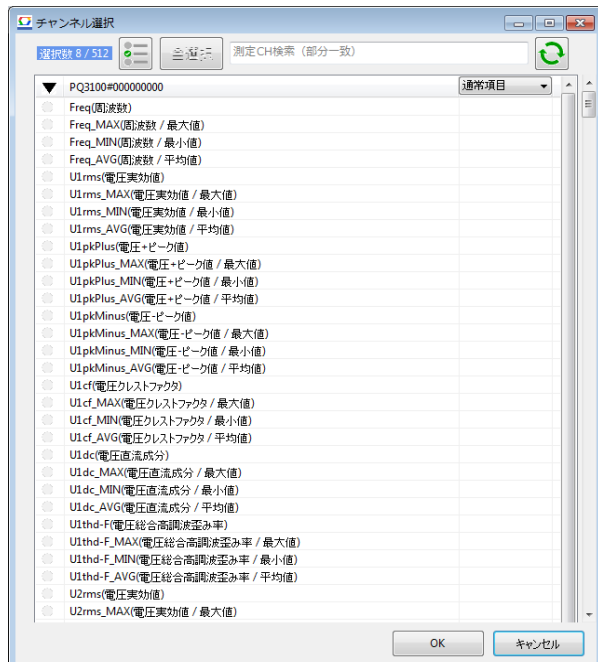 チャンネル選択
選択数 8 / 512
全選択
測定CH検索（部分一致）
PQ3100#000000000
通常項目
Freq(周波数)
Freq_MAX(周波数 / 最大値)
Freq_MIN(周波数 / 最小値)
Freq_AVG(周波数 / 平均値)
U1rms(電圧実効値)
U1rms_MAX(電圧実効値 / 最大値)
U1rms_MIN(電圧実効値 / 最小値)
U1rms_AVG(電圧実効値 / 平均値)
U1pkPlus(電圧+ピーク値)
U1pkPlus_MAX(電圧+ピーク値 / 最大値)
U1pkPlus_MIN(電圧+ピーク値 / 最小値)
U1pkPlus_AVG(電圧+ピーク値 / 平均値)
U1pkMinus(電圧-ピーク値)
U1pkMinus_MAX(電圧-ピーク値 / 最大値)
U1pkMinus_MIN(電圧-ピーク値 / 最小値)
U1pkMinus_AVG(電圧-ピーク値 / 平均値)
U1cf(電圧クレストファクタ)
U1cf_MAX(電圧クレストファクタ / 最大値)
U1cf_MIN(電圧クレストファクタ / 最小値)
U1cf_AVG(電圧クレストファクタ / 平均値)
U1dc(電圧直流成分)
U1dc_MAX(電圧直流成分 / 最大値)
U1dc_MIN(電圧直流成分 / 最小値)
U1dc_AVG(電圧直流成分 / 平均値)
U1thd-F(電圧総合高調波歪み率)
U1thd-F_MAX(電圧総合高調波歪み率 / 最大値)
U1thd-F_MIN(電圧総合高調波歪み率 / 最小値)
U1thd-F_AVG(電圧総合高調波歪み率 / 平均値)
U2rms(電圧実効値)
U2rms_MAX(電圧実効値 / 最大値)
OK
キャンセル